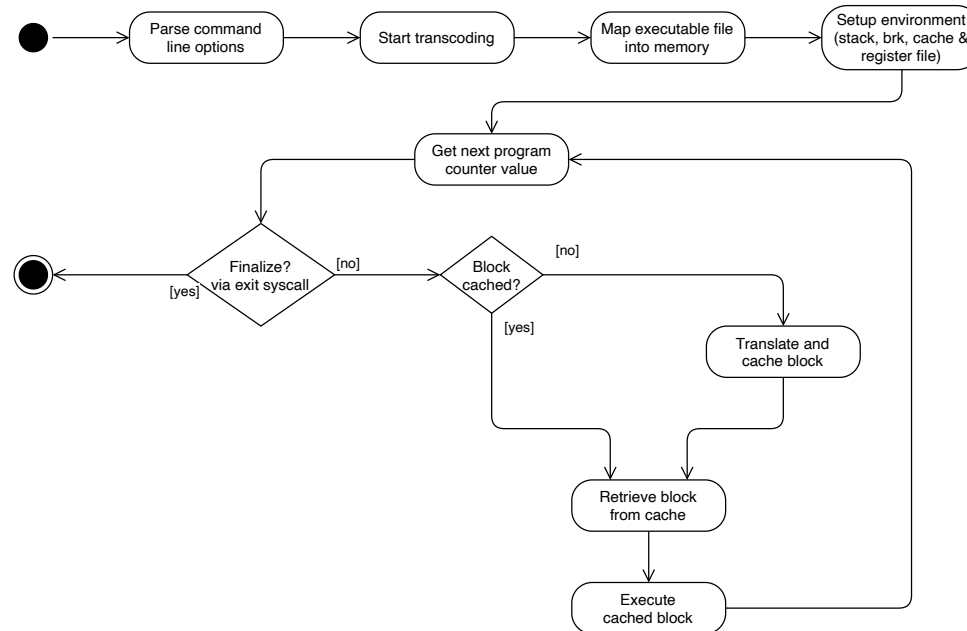 Parse command
line options
Start transcoding
Map executable file
into memory
Setup environment
(stack, brk, cache &
register file)
Get next program
counter value
Finalize?
via exit syscall
[yes]
[no]
Block
cached?
[no]
[yes]
Translate and
cache block
Retrieve block
from cache
Execute
cached block